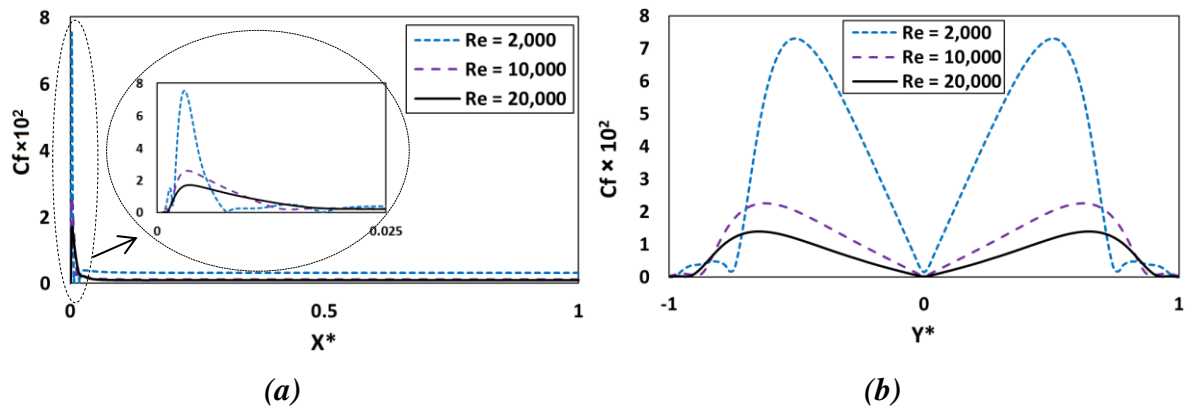 8
6
4
2
0
Cf×10²
Re = 2,000
Re = 10,000
Re = 20,000
8
6
4
2
0
0
0.025
0
0.5
1
X*
(a)
8
7
6
5
4
3
2
1
0
Cf × 10²
Re = 2,000
Re = 10,000
Re = 20,000
-1
0
1
Y*
(b)